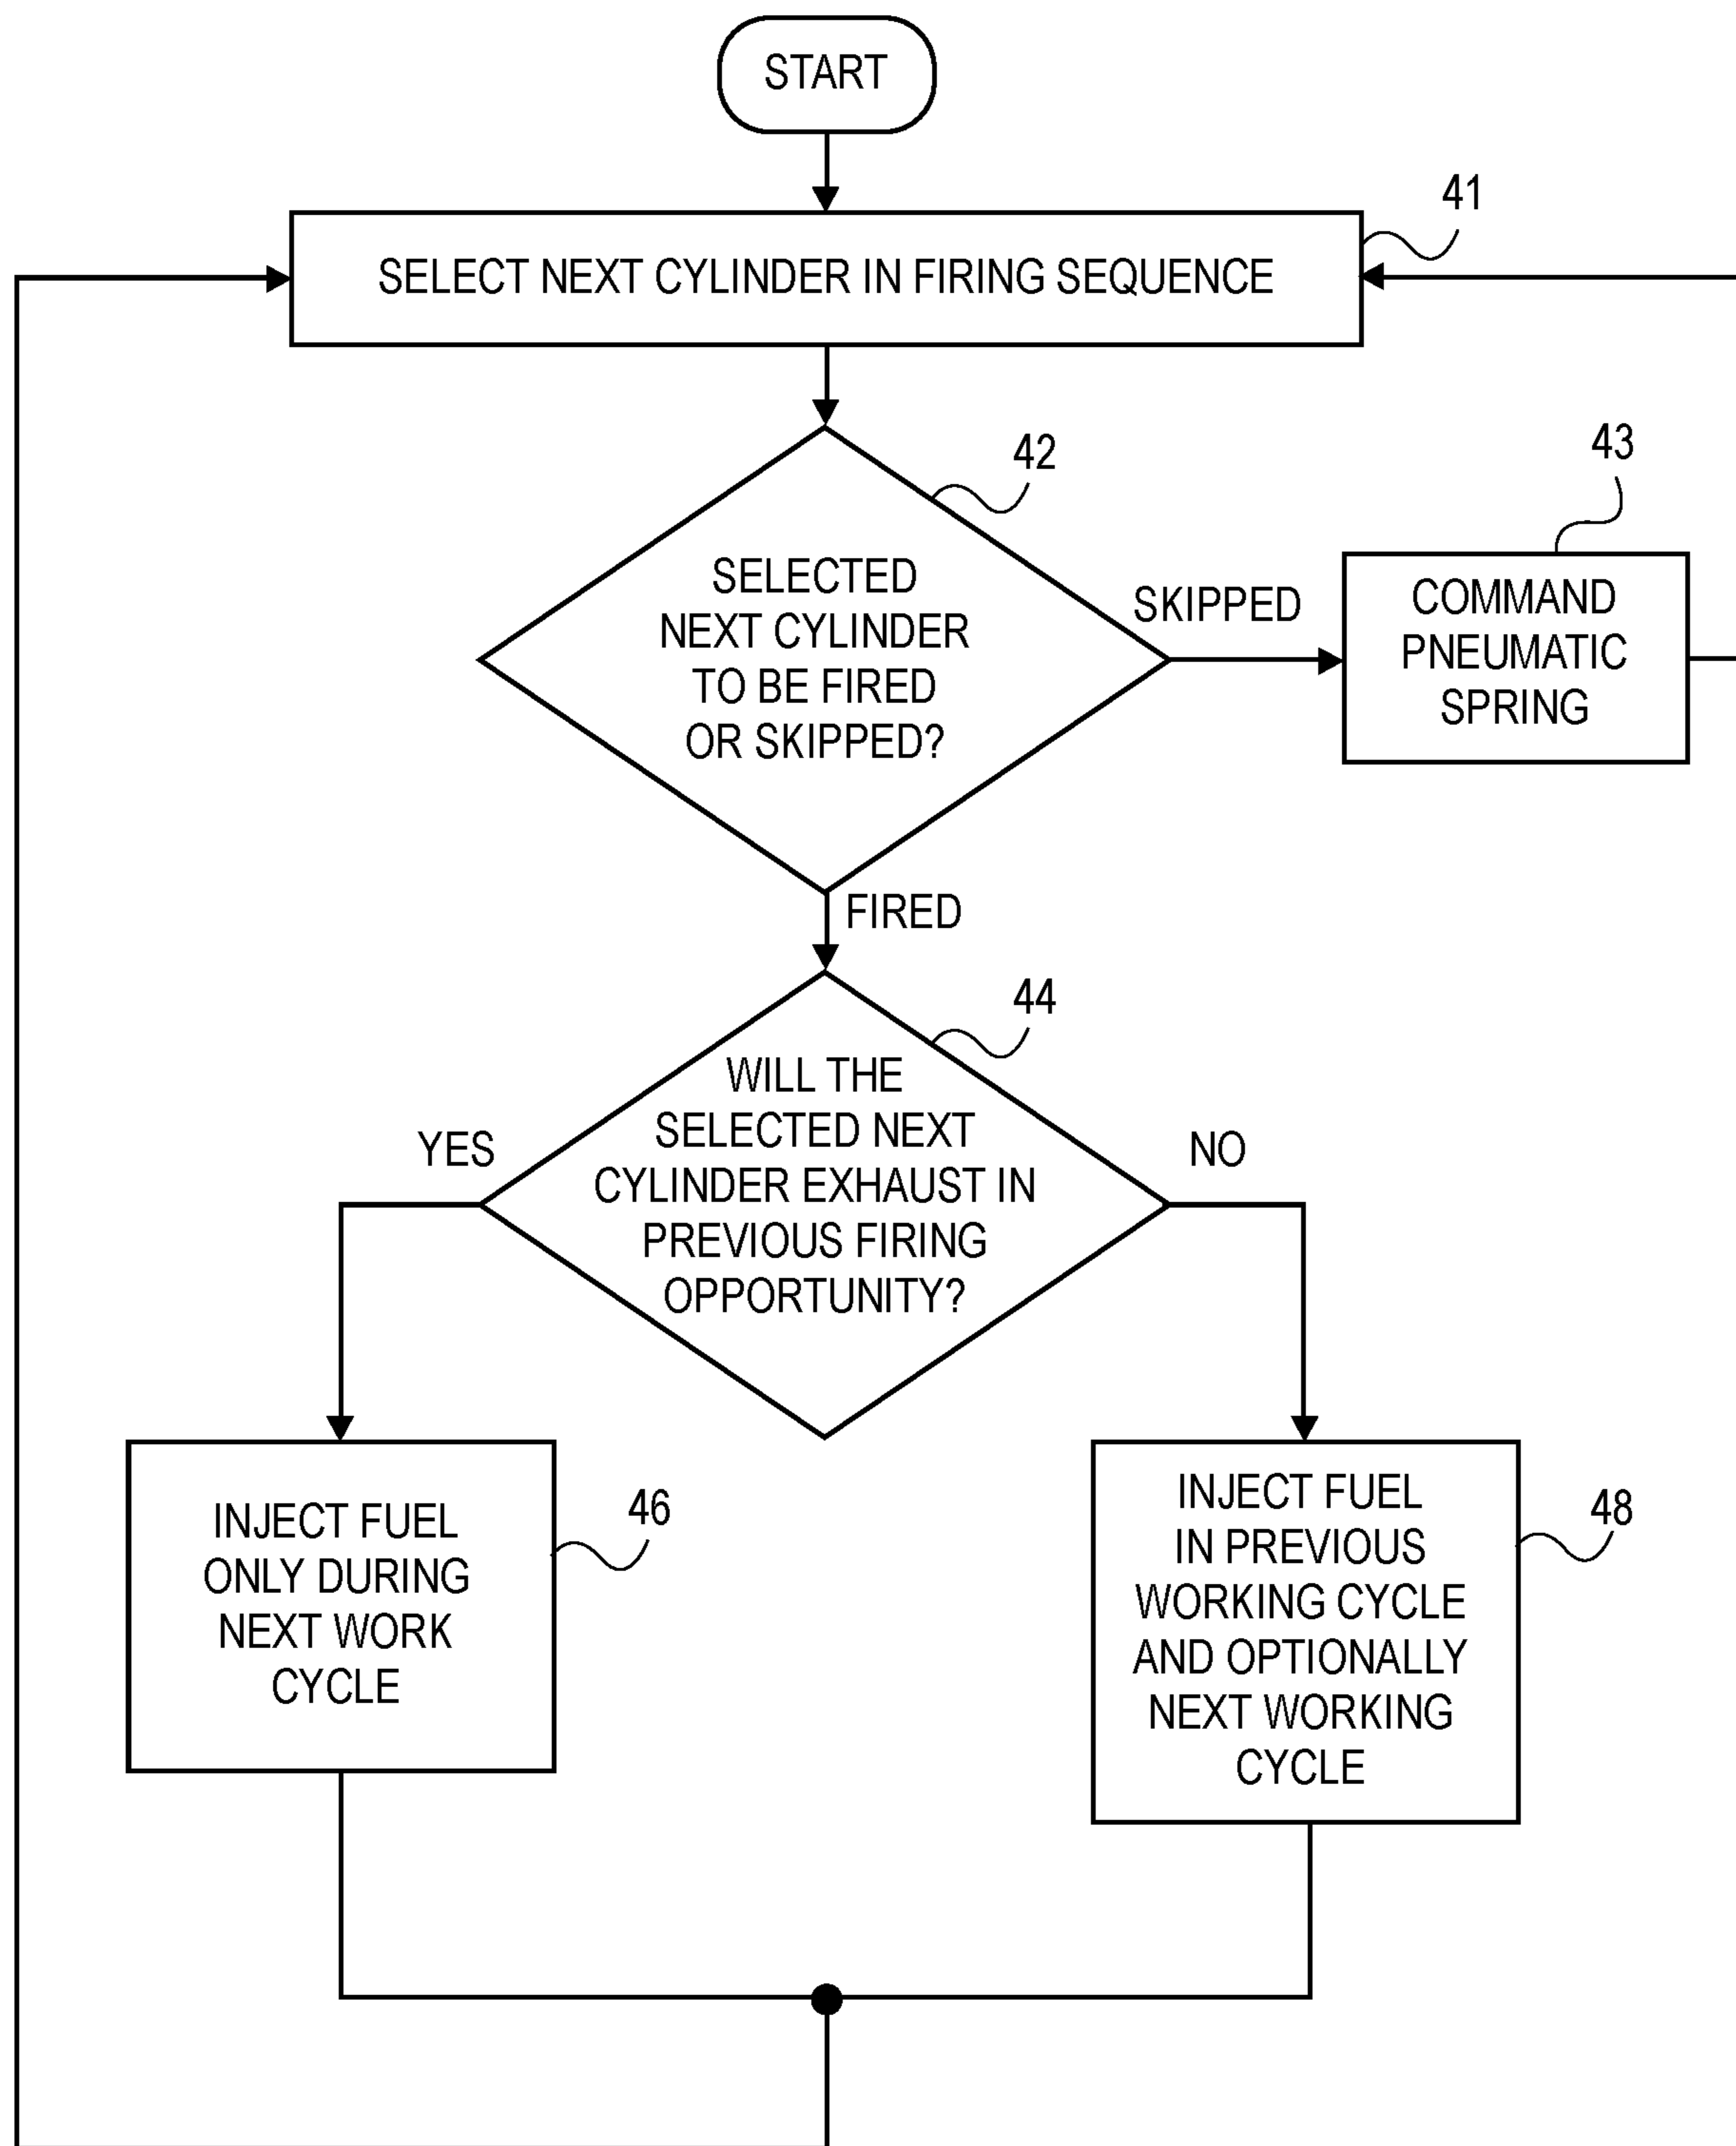 START
41
SELECT NEXT CYLINDER IN FIRING SEQUENCE
42
43
SELECTED
NEXT CYLINDER
TO BE FIRED
OR SKIPPED?
SKIPPED
COMMAND
PNEUMATIC
SPRING
FIRED
44
WILL THE
SELECTED NEXT
CYLINDER EXHAUST IN
PREVIOUS FIRING
OPPORTUNITY?
YES
NO
INJECT FUEL
ONLY DURING
NEXT WORK
CYCLE
46
INJECT FUEL
IN PREVIOUS
WORKING CYCLE
AND OPTIONALLY
NEXT WORKING
CYCLE
48